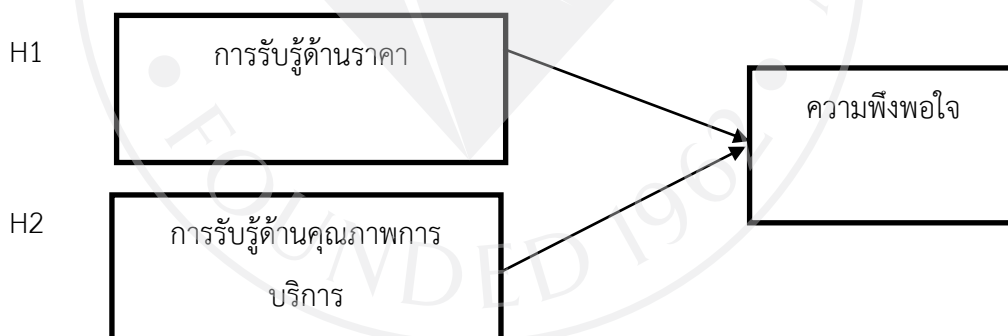 H1
การรับรู้ด้านราคา
ความพึงพอใจ
H2
การรับรู้ด้านคุณภาพการ
บริการ
FOUNDED 1962